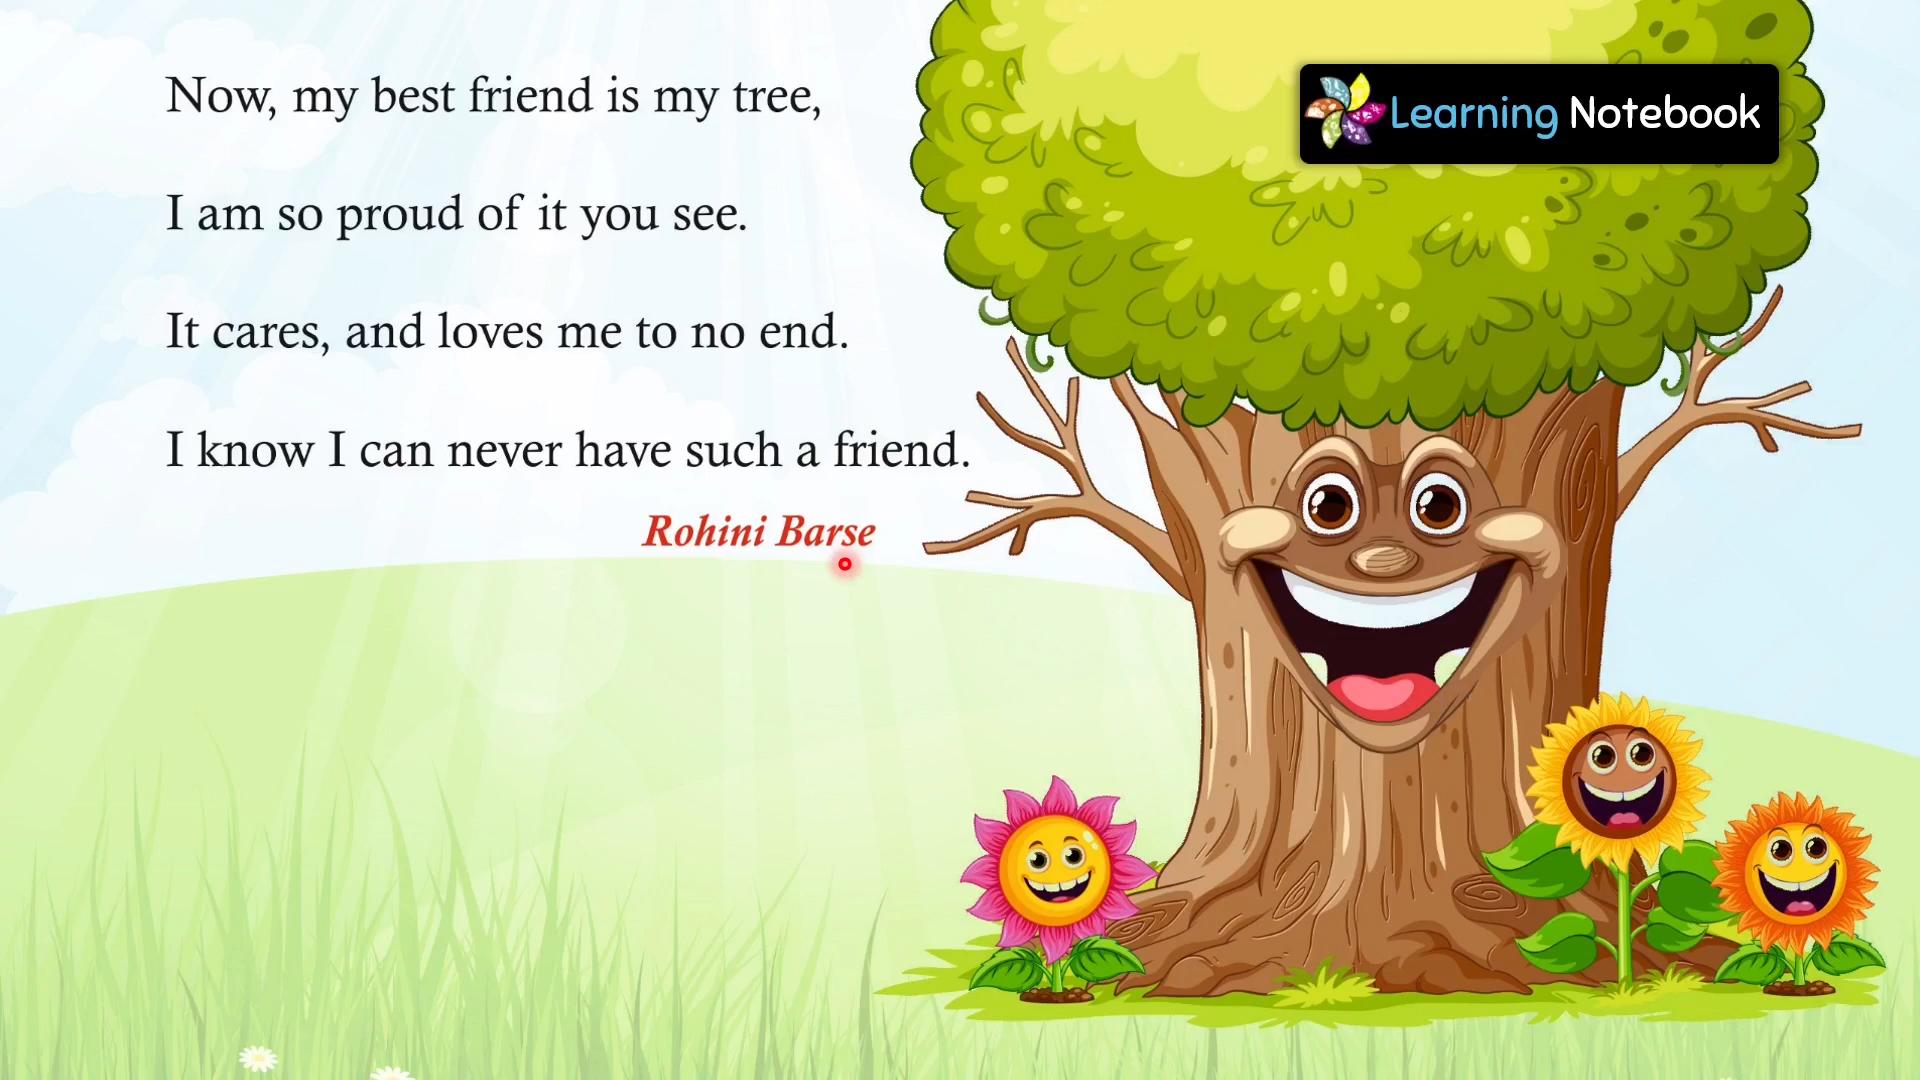 Now, my best friend is my tree,
I am so proud of it you see.
It cares, and loves me to no end.
I know I can never have such a friend.
Rohini Barse
Learning Notebook